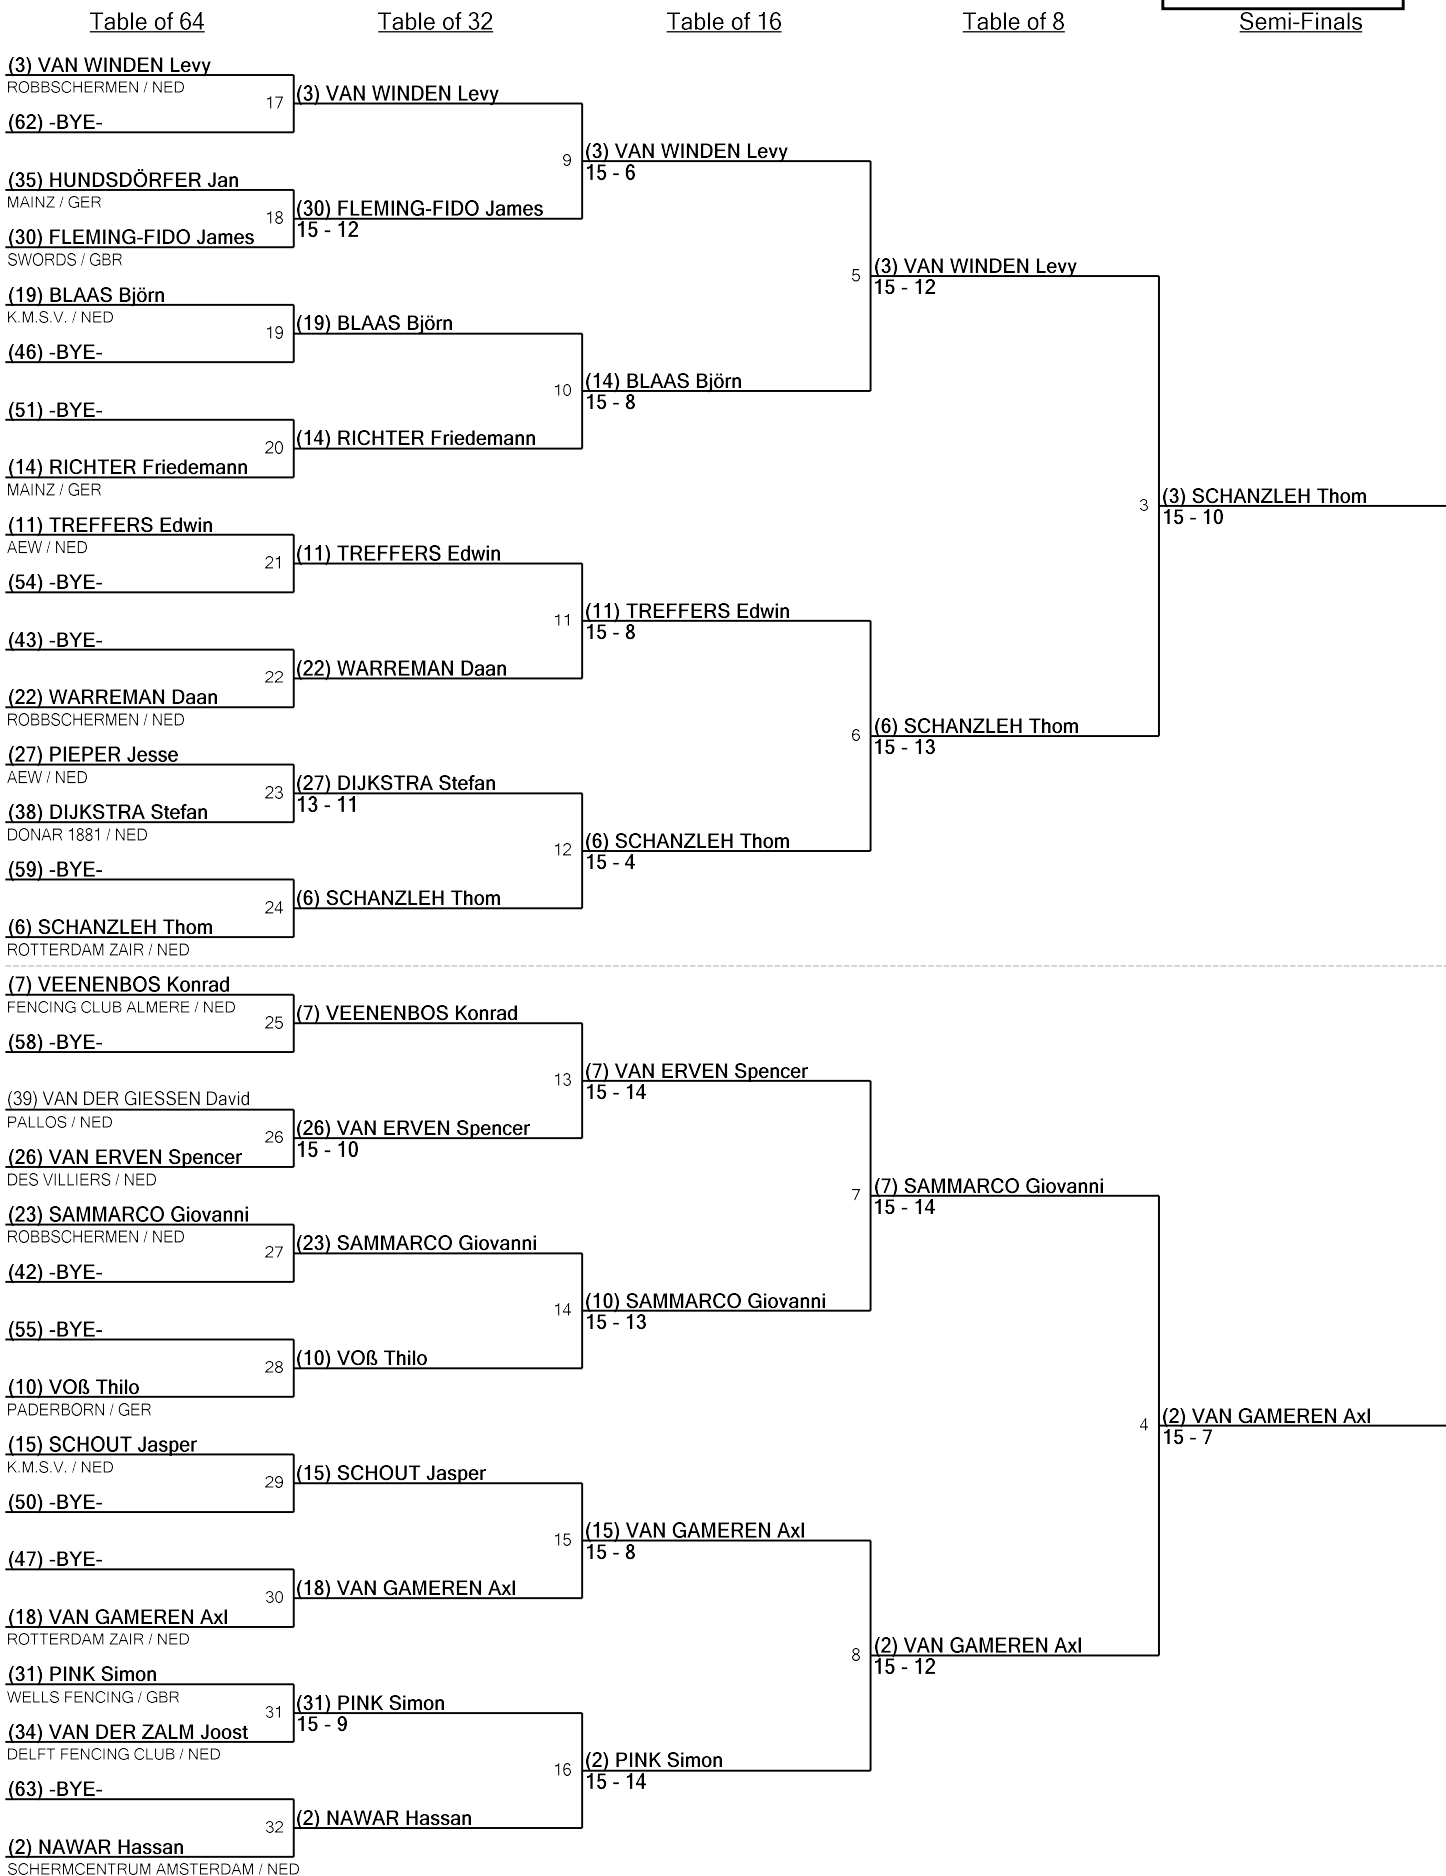 Table of 64
Table of 32
Table of 16
Table of 8
Semi-Finals
(3) VAN WINDEN Levy
ROBBSCHERMEN / NED
17
(62) -BYE-
(35) HUNDSDÖRFER Jan
MAINZ / GER
18
(30) FLEMING-FIDO James
SWORDS / GBR
(19) BLAAS Björn
K.M.S.V. / NED
19
(46) -BYE-
(51) -BYE-
20
(14) RICHTER Friedemann
MAINZ / GER
(11) TREFFERS Edwin
AEW / NED
21
(54) -BYE-
(43) -BYE-
22
(22) WARREMAN Daan
ROBBSCHERMEN / NED
(27) PIEPER Jesse
AEW / NED
23
(38) DIJKSTRA Stefan
DONAR 1881 / NED
(59) -BYE-
24
(6) SCHANZLEH Thom
ROTTERDAM ZAIR / NED
(7) VEENENBOS Konrad
FENCING CLUB ALMERE / NED
25
(58) -BYE-
(39) VAN DER GIESSEN David
PALLOS / NED
26
(26) VAN ERVEN Spencer
DES VILLIERS / NED
(23) SAMMARCO Giovanni
ROBBSCHERMEN / NED
27
(42) -BYE-
(55) -BYE-
28
(10) VOß Thilo
PADERBORN / GER
(15) SCHOUT Jasper
K.M.S.V. / NED
29
(50) -BYE-
(47) -BYE-
30
(18) VAN GAMEREN Axl
ROTTERDAM ZAIR / NED
(31) PINK Simon
WELLS FENCING / GBR
31
(34) VAN DER ZALM Joost
DELFT FENCING CLUB / NED
(63) -BYE-
32
(2) NAWAR Hassan
SCHERMCENTRUM AMSTERDAM / NED
(3) VAN WINDEN Levy
9
(30) FLEMING-FIDO James
15 - 12
(19) BLAAS Björn
10
(14) RICHTER Friedemann
(11) TREFFERS Edwin
11
(22) WARREMAN Daan
(27) DIJKSTRA Stefan
13 - 11
12
(6) SCHANZLEH Thom
(7) VEENENBOS Konrad
13
(26) VAN ERVEN Spencer
15 - 10
(23) SAMMARCO Giovanni
14
(10) VOß Thilo
(15) SCHOUT Jasper
15
(18) VAN GAMEREN Axl
(31) PINK Simon
15 - 9
16
(2) NAWAR Hassan
(3) VAN WINDEN Levy
15 - 6
5
(14) BLAAS Björn
15 - 8
(11) TREFFERS Edwin
15 - 8
6
(6) SCHANZLEH Thom
15 - 4
(7) VAN ERVEN Spencer
15 - 14
7
(10) SAMMARCO Giovanni
15 - 13
(15) VAN GAMEREN Axl
15 - 8
8
(2) PINK Simon
15 - 14
(3) VAN WINDEN Levy
15 - 12
3
(6) SCHANZLEH Thom
15 - 13
(7) SAMMARCO Giovanni
15 - 14
4
(2) VAN GAMEREN Axl
15 - 12
(3) SCHANZLEH Thom
15 - 10
(2) VAN GAMEREN Axl
15 - 7